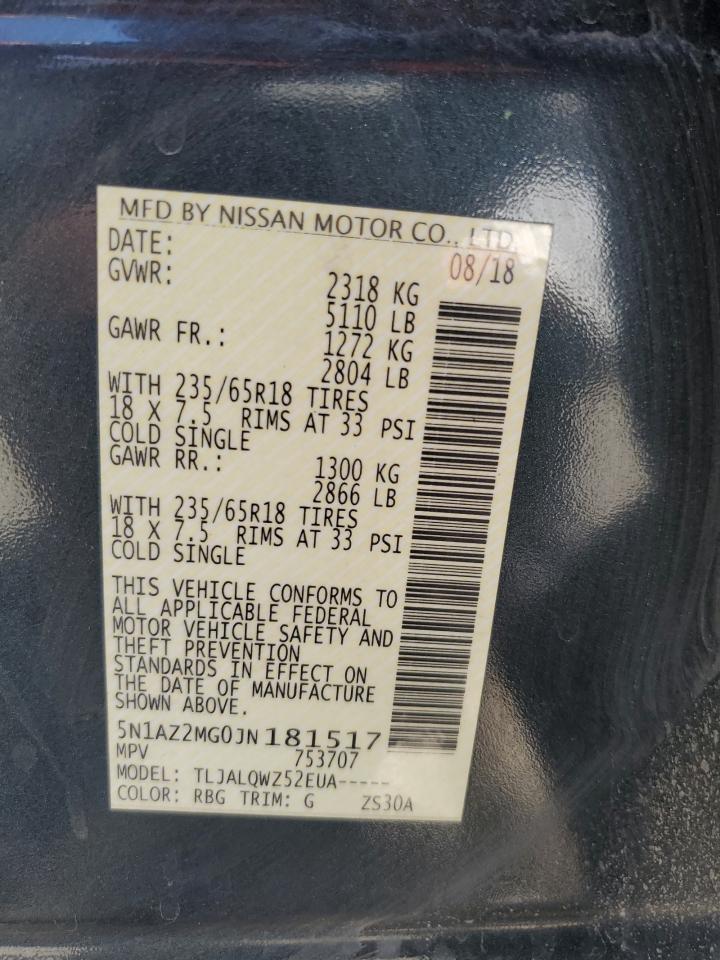 MFD BY NISSAN MOTOR CO., LTD.
DATE: 08/18
GVWR: 2318 KG
5110 LB
GAWR FR.: 1272 KG
2804 LB
WITH 235/65R18 TIRES
18 X 7.5 RIMS AT 33 PSI
COLD SINGLE
GAWR RR.: 1300 KG
2866 LB
WITH 235/65R18 TIRES
18 X 7.5 RIMS AT 33 PSI
COLD SINGLE
THIS VEHICLE CONFORMS TO
ALL APPLICABLE FEDERAL
MOTOR VEHICLE SAFETY AND
THEFT PREVENTION
STANDARDS IN EFFECT ON
THE DATE OF MANUFACTURE
SHOWN ABOVE.
5N1AZ2MG0JN181517
MPV 753707
MODEL: TLJALQWZ52EUA-----
COLOR: RBG TRIM: G ZS30A